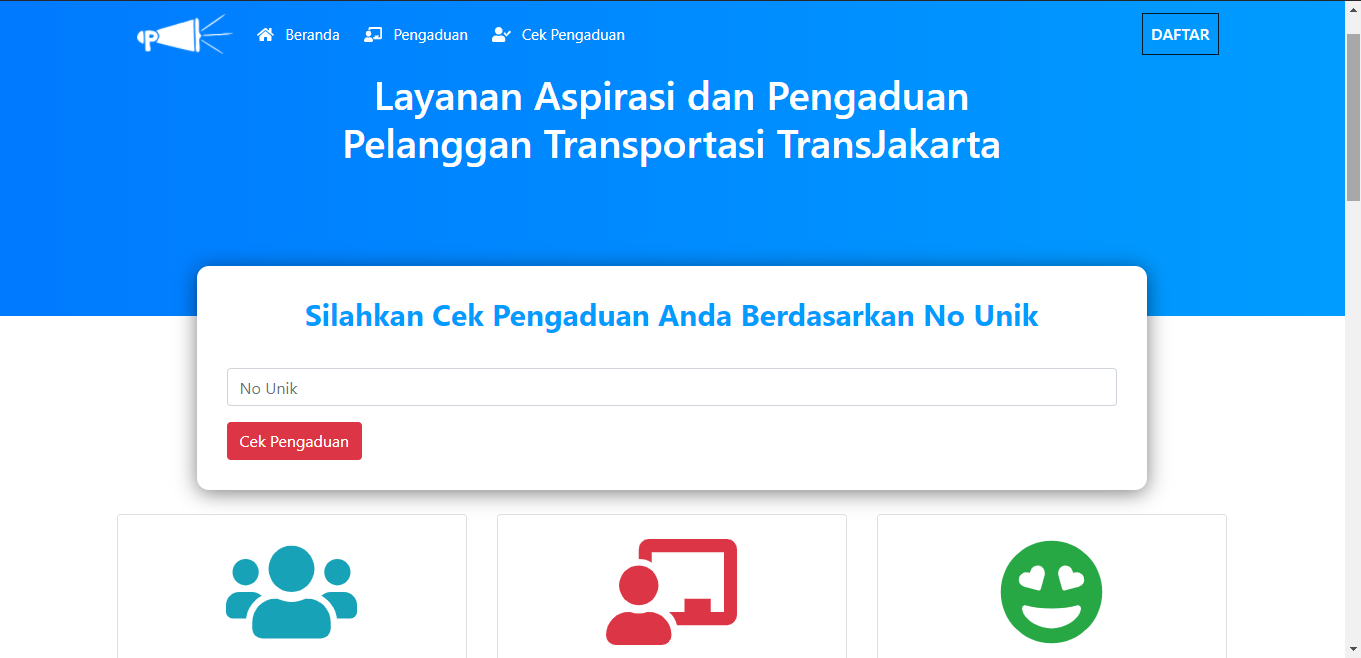 P
Beranda
Pengaduan
Cek Pengaduan
DAFTAR
Layanan Aspirasi dan Pengaduan
Pelanggan Transportasi TransJakarta
Silahkan Cek Pengaduan Anda Berdasarkan No Unik
No Unik
Cek Pengaduan